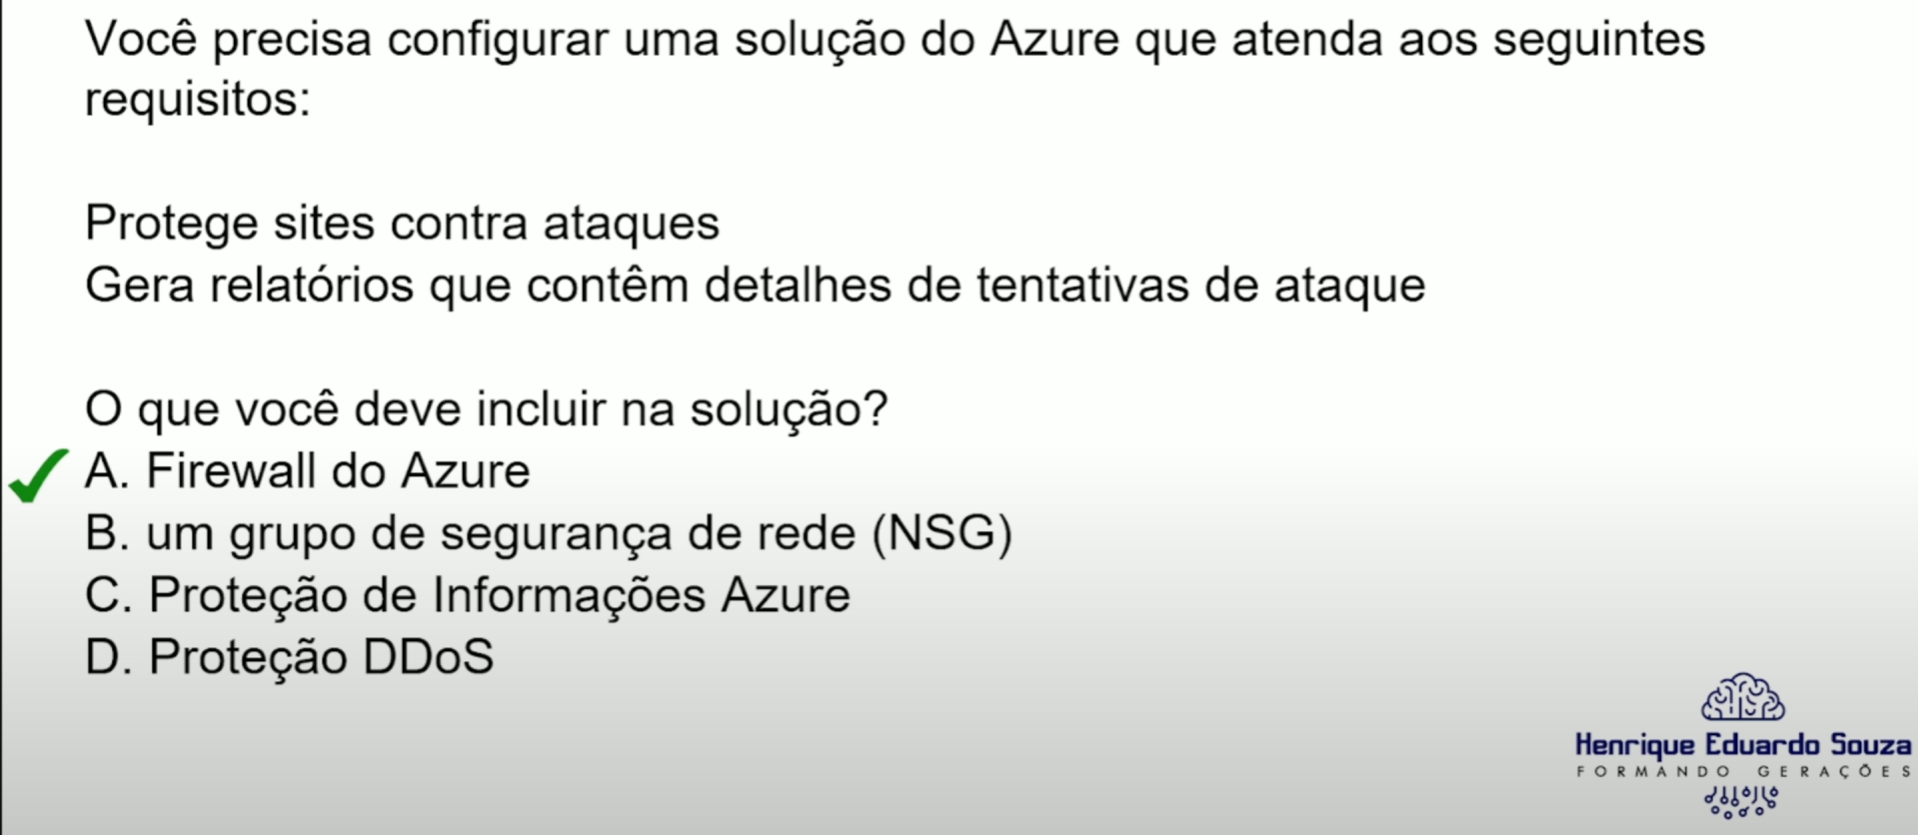 Você precisa configurar uma solução do Azure que atenda aos seguintes
requisitos:
Protege sites contra ataques
Gera relatórios que contêm detalhes de tentativas de ataque
O que você deve incluir na solução?
A. Firewall do Azure
B. um grupo de segurança de rede (NSG)
C. Proteção de Informações Azure
D. Proteção DDoS
Henrique Eduardo Souza
FORMANDO GERAÇÕES